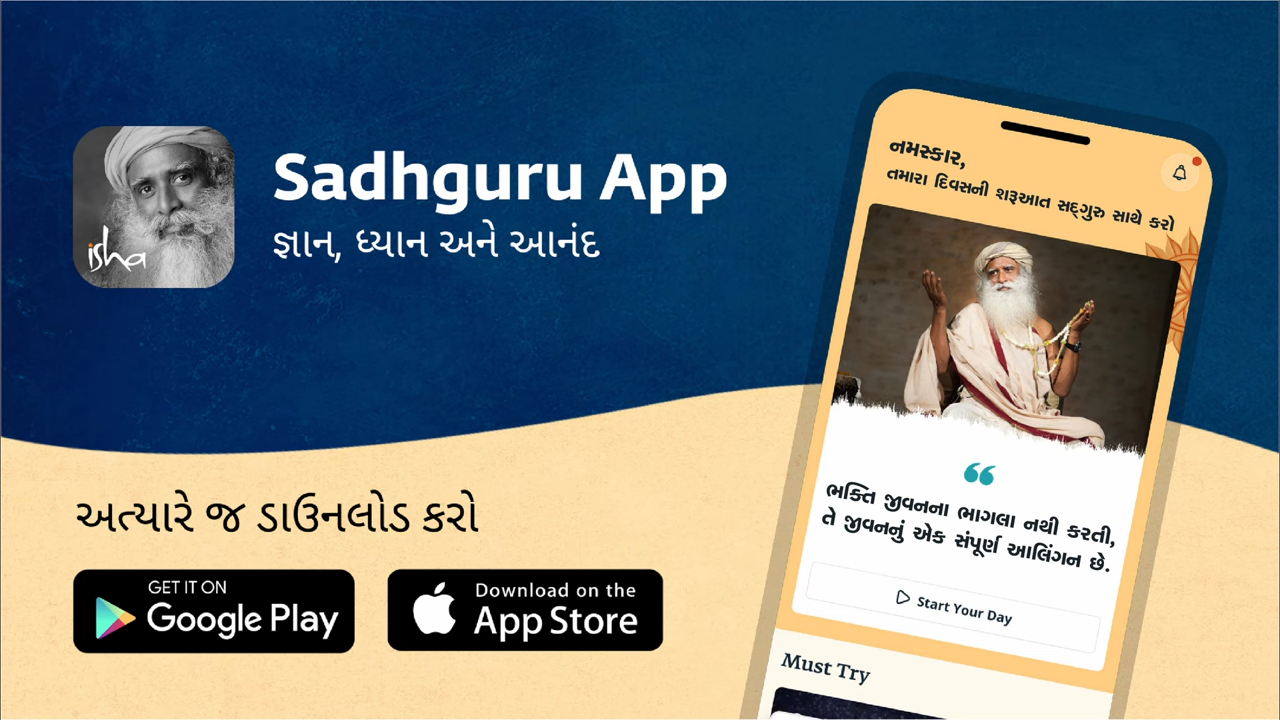 isha
Sadhguru App
જ્ઞાન, ધ્યાન અને આનંદ
અત્યારે જ ડાઉનલોડ કરો
GET IT ON
Google Play
Download on the
App Store
નમસ્કાર,
તમારા દિવસની શરૂઆત સદ્‌ગુરુ સાથે કરો
“
ભક્તિ જીવનના ભાગલા નથી કરતી,
તે જીવનનું એક સંપૂર્ણ આલિંગન છે.
Start Your Day
Must Try